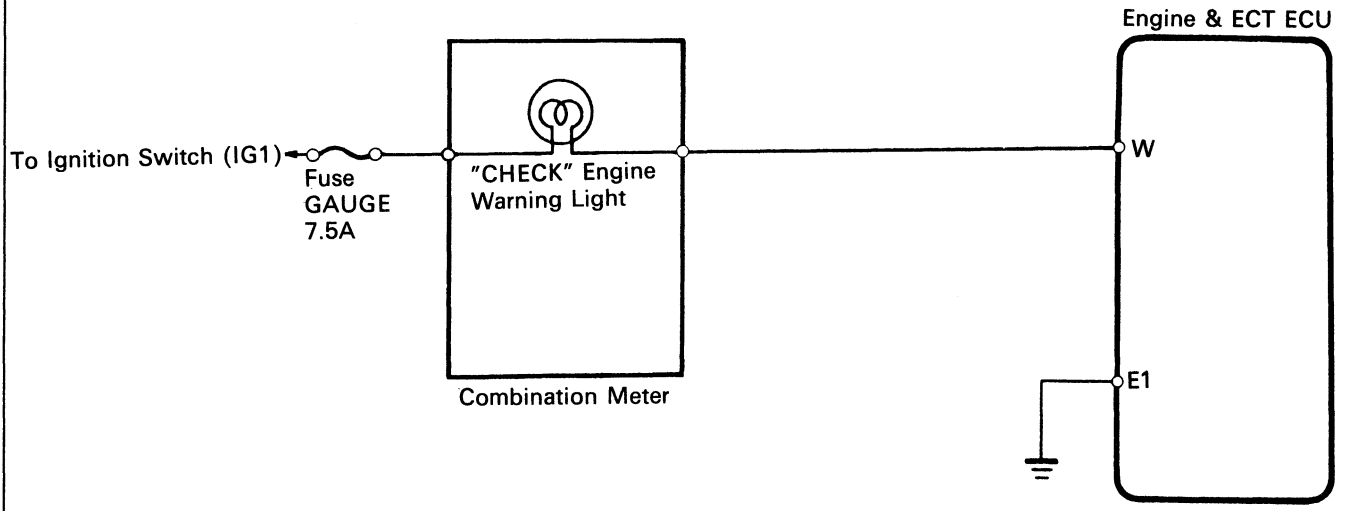 Engine & ECT ECU
To Ignition Switch (IG1)
Fuse
GAUGE
7.5A
"CHECK" Engine
Warning Light
W
Combination Meter
E1